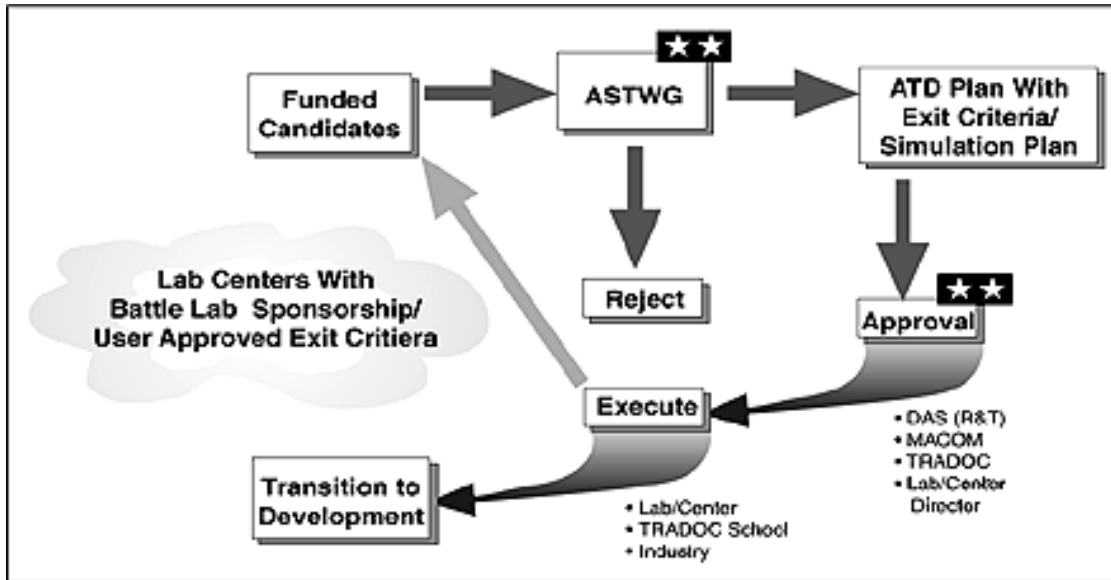 Funded
Candidates
ASTWG
ATD Plan With
Exit Criteria/
Simulation Plan
Lab Centers With
Battle Lab Sponsorship/
User Approved Exit Critiera
Reject
Approval
Execute
• DAS (R&T)
• MACOM
• TRADOC
• Lab/Center
Director
Transition to
Development
• Lab/Center
• TRADOC School
• Industry